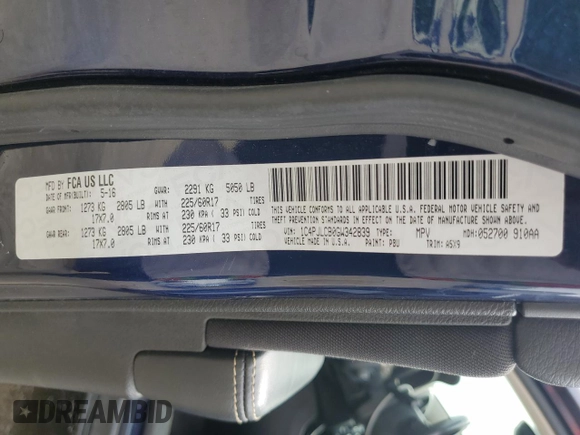 MFD BY FCA US LLC
DATE OF MFR(BUILT): 5-16
GVWR: 2291 KG 5050 LB
GAWR FRONT: 1273 KG 2805 LB WITH 225/60R17 TIRES
17X7.0 RIMS AT 230 KPA ( 33 PSI) COLD
GAWR REAR: 1273 KG 2805 LB WITH 225/60R17 TIRES
17X7.0 RIMS AT 230 KPA ( 33 PSI) COLD
THIS VEHICLE CONFORMS TO ALL APPLICABLE U.S.A. FEDERAL MOTOR VEHICLE SAFETY AND
THEFT PREVENTION STANDARDS IN EFFECT ON THE DATE OF MANUFACTURE SHOWN ABOVE.
VIN: 1C4PJLCB0GW342839 TYPE: MPV MDH: 052700 910AA
VEHICLE MADE IN U.S.A. PAINT: PBU TRIM: A5X9
DREAMBID